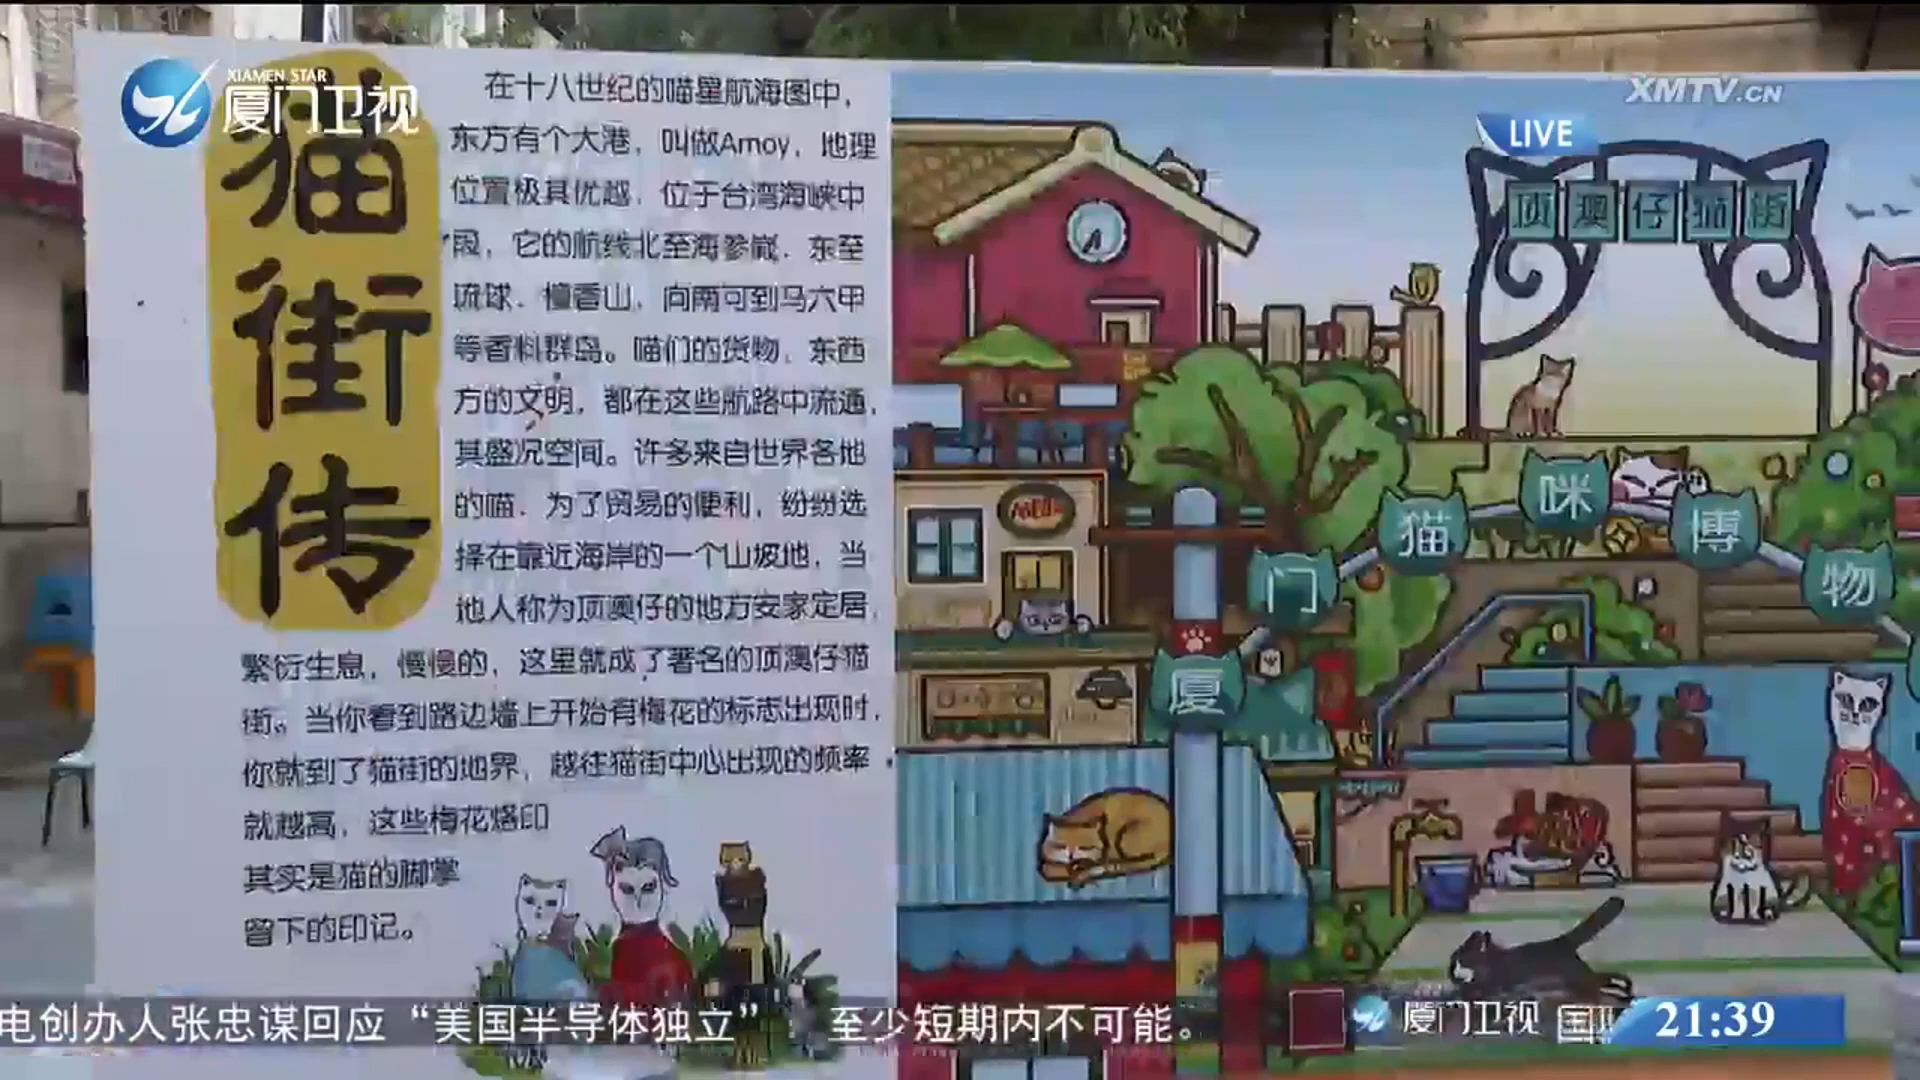 XIAMEN STAR
厦门卫视
XMTV.CN
LIVE
猫街传
在十八世纪的喵星航海图中，
东方有个大港，叫做Amoy，地理
位置极其优越，位于台湾海峡中
段，它的航线北至海参崴，东至
琉球，檀香山，向南可到马六甲
等香料群岛。喵们的货物，东西
方的文明，都在这些航路中流通，
其盛况空间。许多来自世界各地
的喵，为了贸易的便利，纷纷选
择在靠近海岸的一个山坡地，当
地人称为顶澳仔的地方安家定居，
繁衍生息，慢慢的，这里就成了著名的顶澳仔猫
街。当你看到路边墙上开始有梅花的标志出现时，
你就到了猫街的地界，越往猫街中心出现的频率
就越高，这些梅花烙印
其实是猫的脚掌
留下的印记。
顶澳仔猫街
MENU
厦门猫咪博物
电创办人张忠谋回应“美国半导体独立” 至少短期内不可能。
厦门卫视
21:39